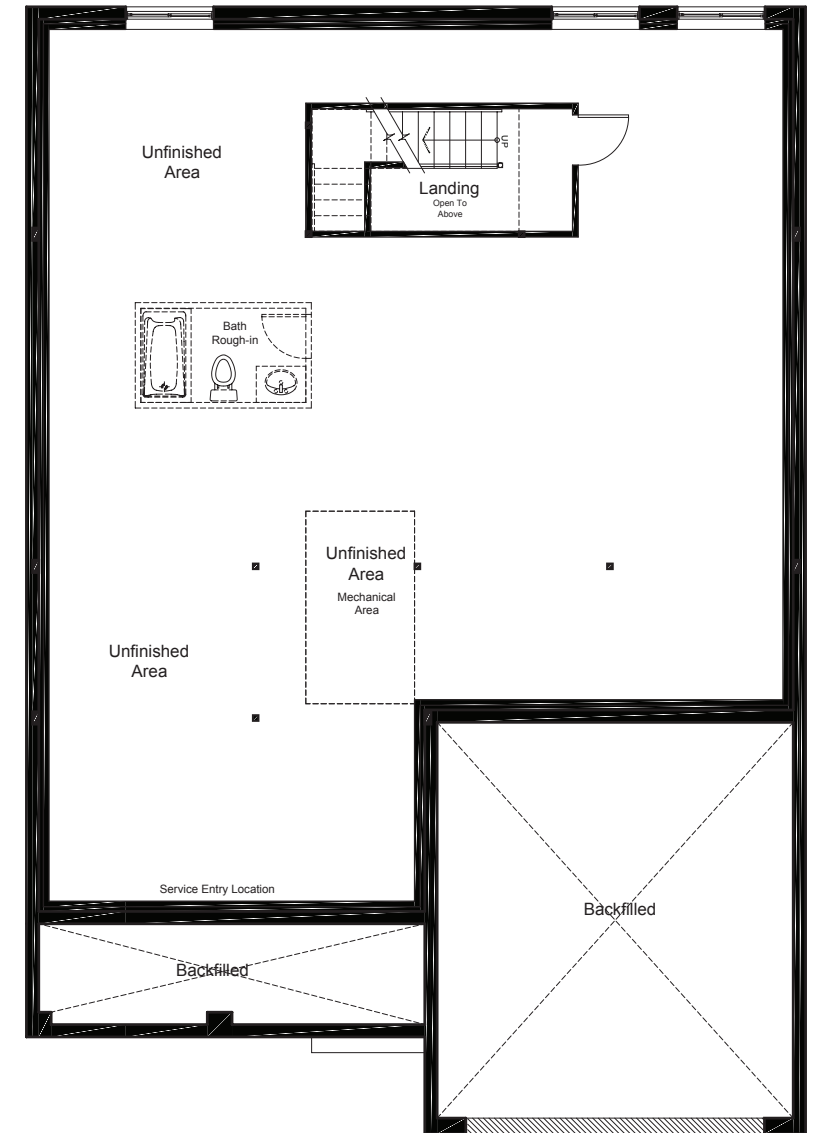 Unfinished
Area
UP
Landing
Open To
Above
Bath
Rough-in
Unfinished
Area
Mechanical
Area
Unfinished
Area
Service Entry Location
Backfilled
Backfilled